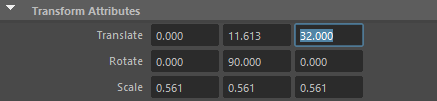 Transform Attributes
Translate 0.000 11.613 32.000
Rotate 0.000 90.000 0.000
Scale 0.561 0.561 0.561